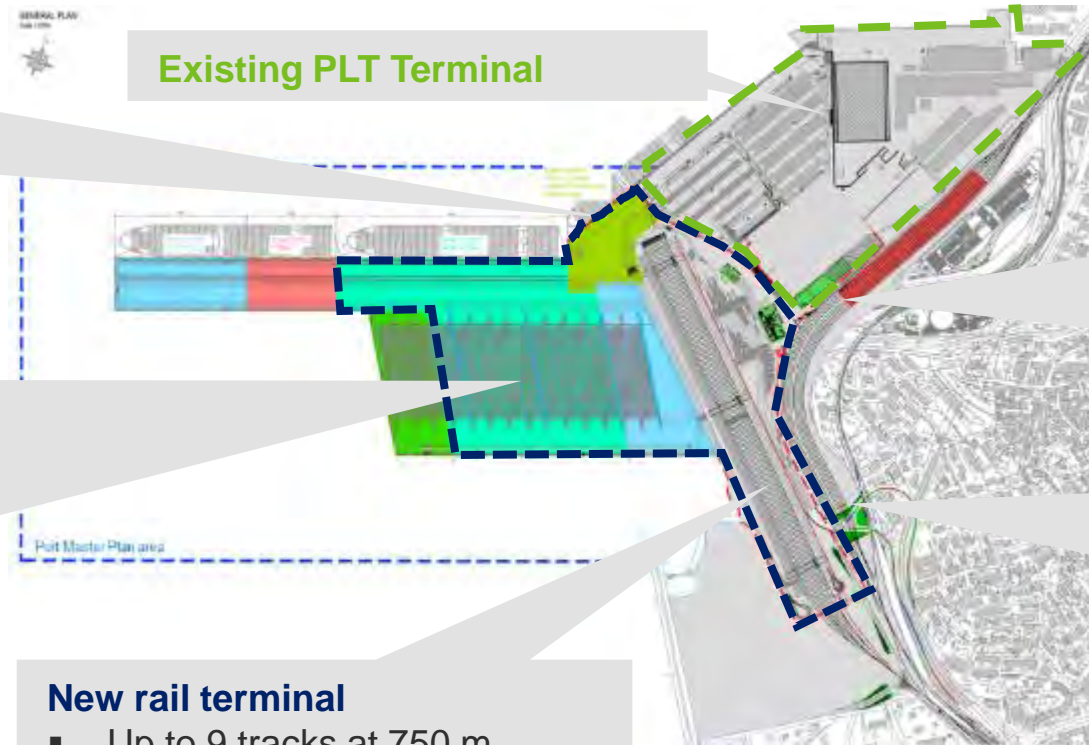 GENERAL PLAN
Existing PLT Terminal
Port Master Plan area
New rail terminal
▪ Up to 9 tracks at 750 m